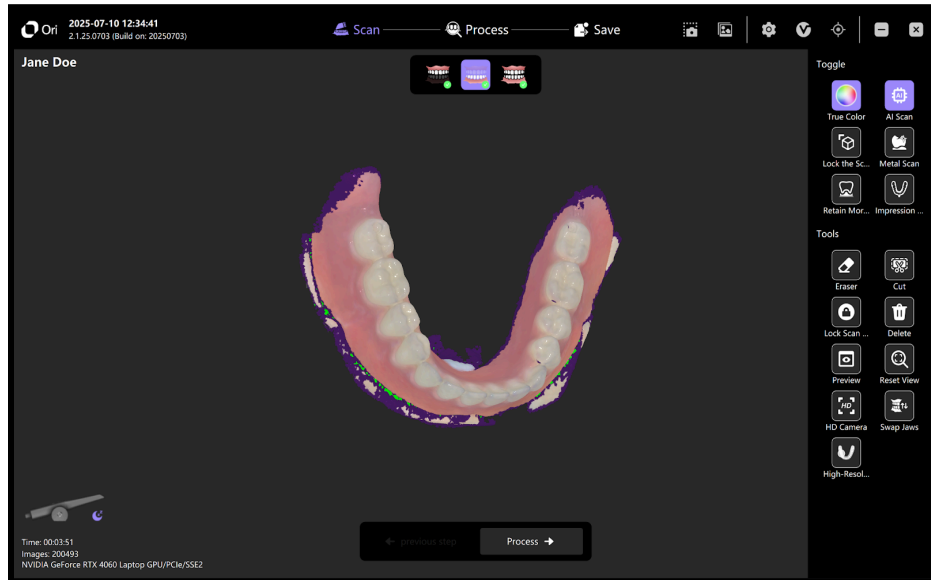 Ori
2025-07-10 12:34:41
2.1.25.0703 (Build on: 20250703)
Scan
Process
Save
Jane Doe
Toggle
True Color
AI Scan
AI
Lock the Sc...
Metal Scan
Retain Mor...
Impression ...
Tools
Eraser
Cut
Lock Scan ...
Delete
Preview
Reset View
HD
HD Camera
Swap Jaws
High-Resol...
previous step
Process
Time: 00:03:51
Images: 200493
NVIDIA GeForce RTX 4060 Laptop GPU/PCIe/SSE2